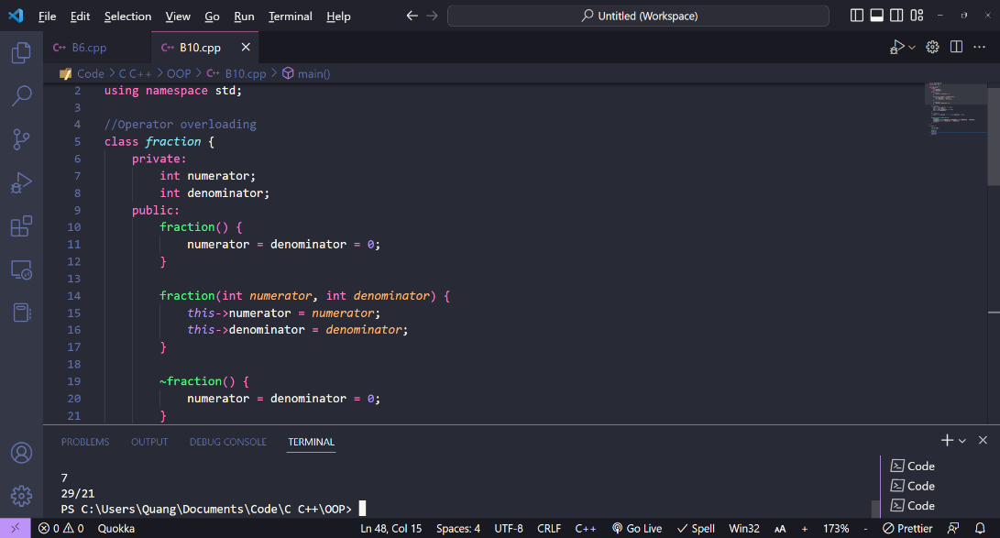 File Edit Selection View Go Run Terminal Help Untitled (Workspace)
C++ B6.cpp C++ B10.cpp
Code > C C++ > OOP > C++ B10.cpp > main()
2 using namespace std;
3
4 //Operator overloading
5 class fraction {
6 private:
7 int numerator;
8 int denominator;
9 public:
10 fraction() {
11 numerator = denominator = 0;
12 }
13
14 fraction(int numerator, int denominator) {
15 this->numerator = numerator;
16 this->denominator = denominator;
17 }
18
19 ~fraction() {
20 numerator = denominator = 0;
21 }
PROBLEMS OUTPUT DEBUG CONSOLE TERMINAL
7
29/21
PS C:\Users\Quang\Documents\Code\C C++\OOP>
Code
Code
Code
0 0 Quokka Ln 48, Col 15 Spaces: 4 UTF-8 CRLF C++ Go Live Spell Win32 AA + 173% - Prettier